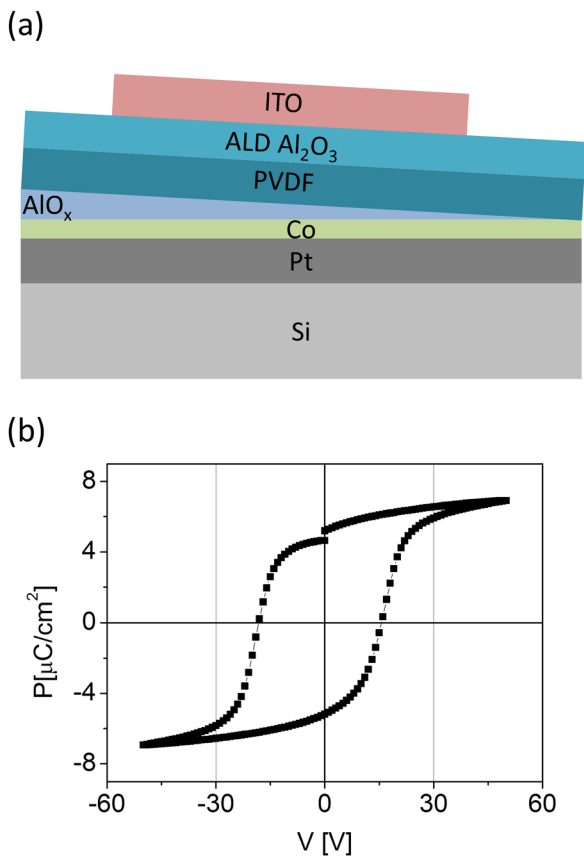 (a)
ITO
ALD Al₂O₃
PVDF
AlOₓ
Co
Pt
Si
(b)
8
4
0
-4
-8
P[μC/cm²]
-60 -30 0 30 60
V [V]